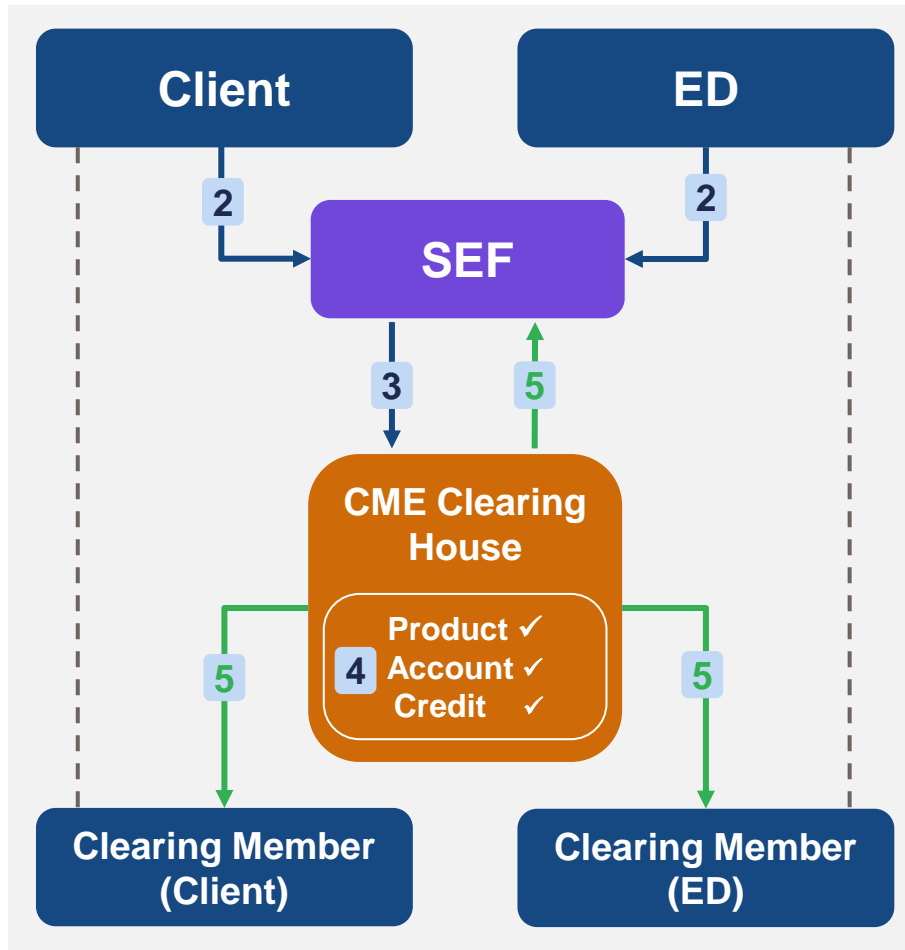 Client
ED
2
2
SEF
3
5
CME Clearing
House
Product ✓
4
Account ✓
Credit ✓
5
5
Clearing Member
(Client)
Clearing Member
(ED)